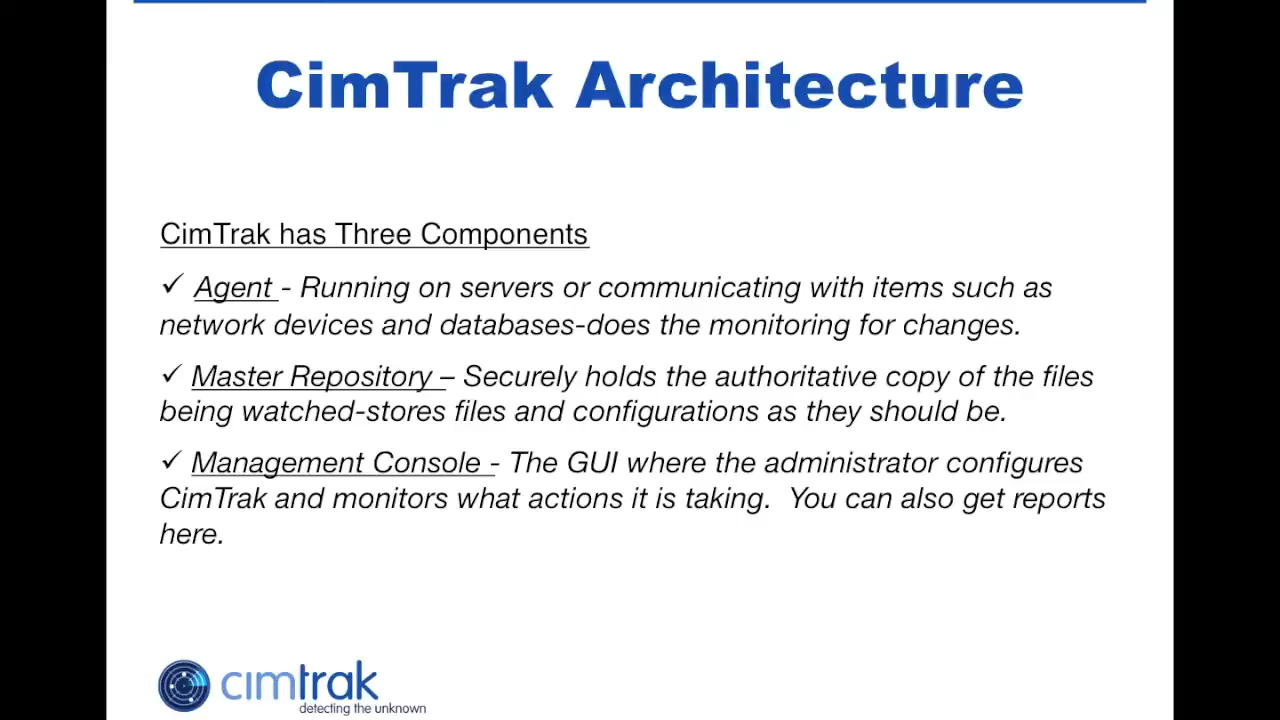 CimTrak Architecture
CimTrak has Three Components
✓ Agent - Running on servers or communicating with items such as
network devices and databases-does the monitoring for changes.
✓ Master Repository – Securely holds the authoritative copy of the files
being watched-stores files and configurations as they should be.
✓ Management Console - The GUI where the administrator configures
CimTrak and monitors what actions it is taking.  You can also get reports
here.
cimtrak
detecting the unknown